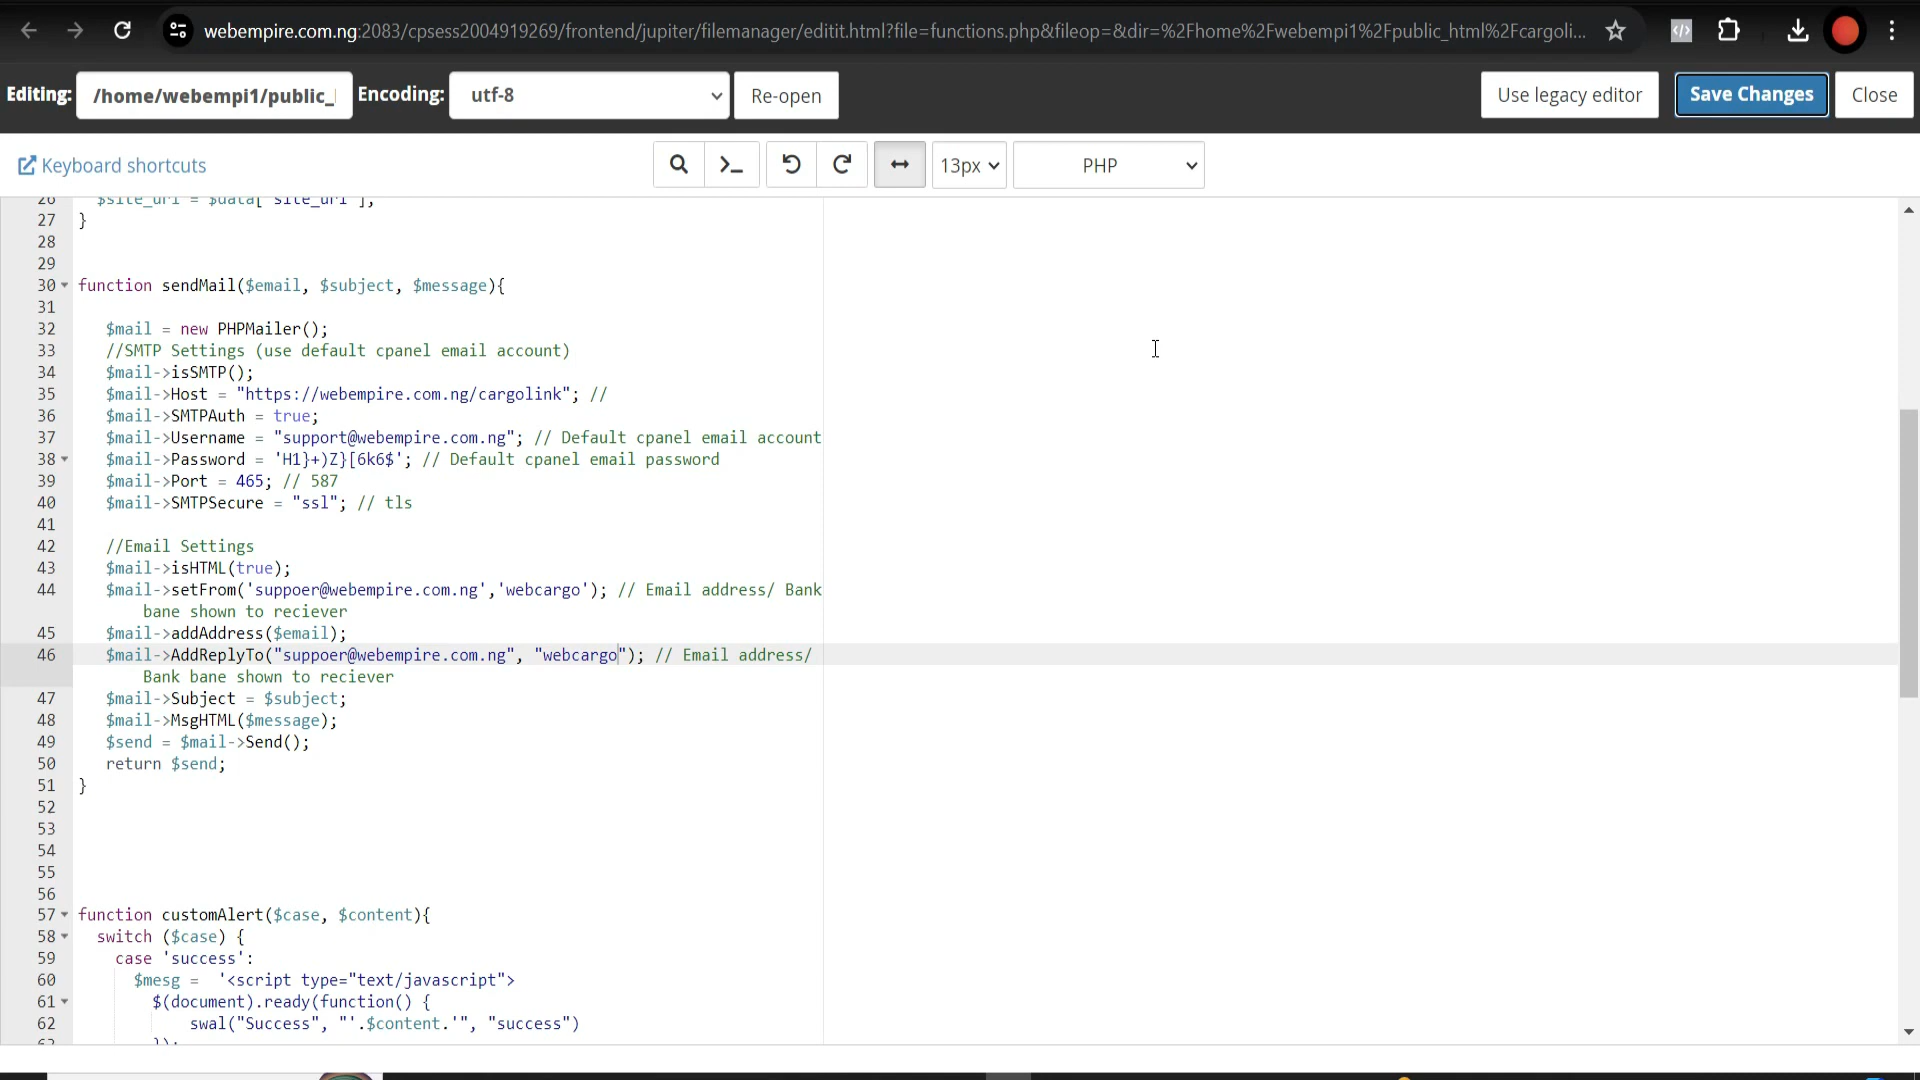 webempire.com.ng:2083/cpsess2004919269/frontend/jupiter/filemanager/editit.html?file=functions.php&fileop=&dir=%2Fhome%2Fwebempi1%2Fpublic_html%2Fcargoli...
Editing: /home/webempi1/public_ Encoding: utf-8 Re-open Use legacy editor Save Changes Close
Keyboard shortcuts 13px PHP
26 $site_url = $data['site_url'];
27 }
28
29
30 function sendMail($email, $subject, $message){
31
32 $mail = new PHPMailer();
33 //SMTP Settings (use default cpanel email account)
34 $mail->isSMTP();
35 $mail->Host = "https://webempire.com.ng/cargolink"; //
36 $mail->SMTPAuth = true;
37 $mail->Username = "support@webempire.com.ng"; // Default cpanel email account
38 $mail->Password = 'H1}+)Z}[6k6$'; // Default cpanel email password
39 $mail->Port = 465; // 587
40 $mail->SMTPSecure = "ssl"; // tls
41
42 //Email Settings
43 $mail->isHTML(true);
44 $mail->setFrom('suppoer@webempire.com.ng','webcargo'); // Email address/ Bank
bane shown to reciever
45 $mail->addAddress($email);
46 $mail->AddReplyTo("suppoer@webempire.com.ng", "webcargo"); // Email address/
Bank bane shown to reciever
47 $mail->Subject = $subject;
48 $mail->MsgHTML($message);
49 $send = $mail->Send();
50 return $send;
51 }
52
53
54
55
56
57 function customAlert($case, $content){
58 switch ($case) {
59 case 'success':
60 $mesg = '<script type="text/javascript">
61 $(document).ready(function() {
62 swal("Success", "'.$content.'", "success")
63 });